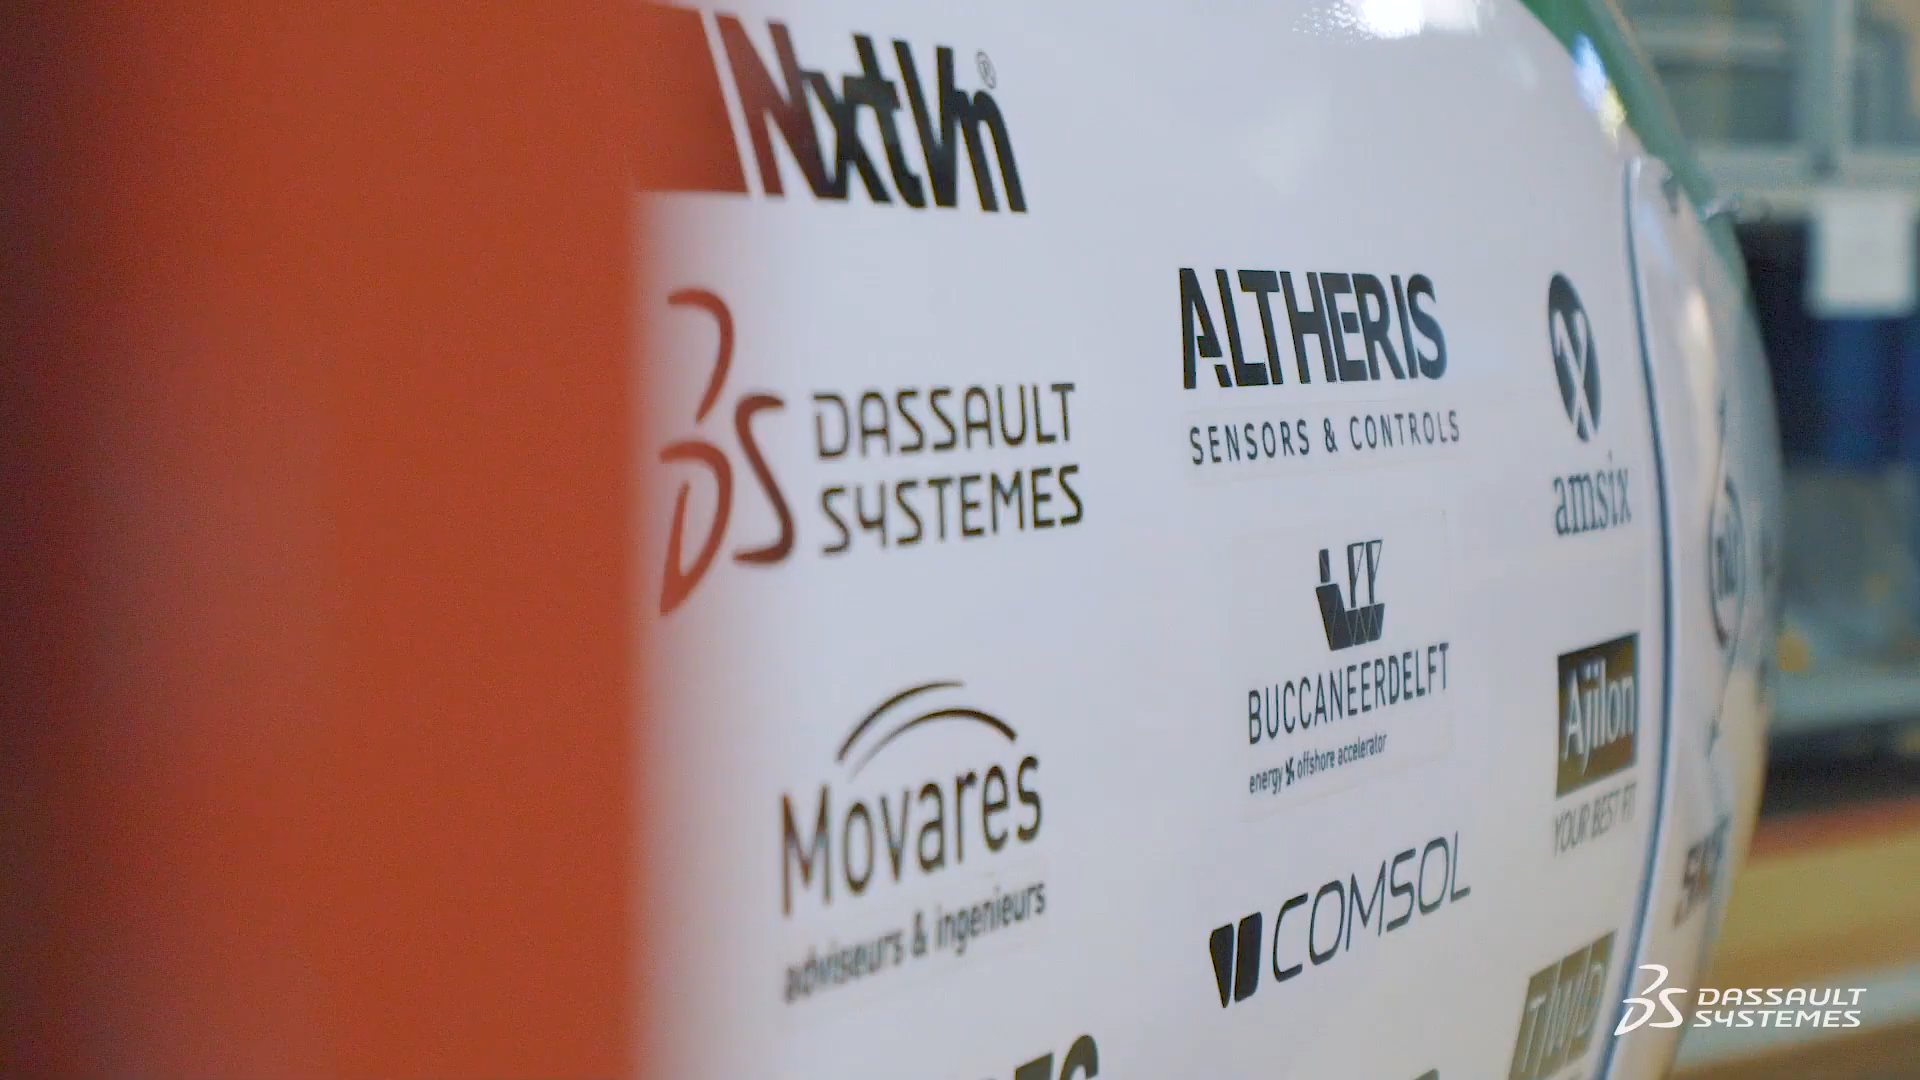 NxtVn®
DASSAULT
SYSTEMES
ALTHERIS
SENSORS & CONTROLS
amsix
BUCCANEERDELFT
energy & offshore accelerator
Ajilon
YOUR BEST FIT
Movares
adviseurs & ingenieurs
COMSOL
TWD
DASSAULT
SYSTEMES